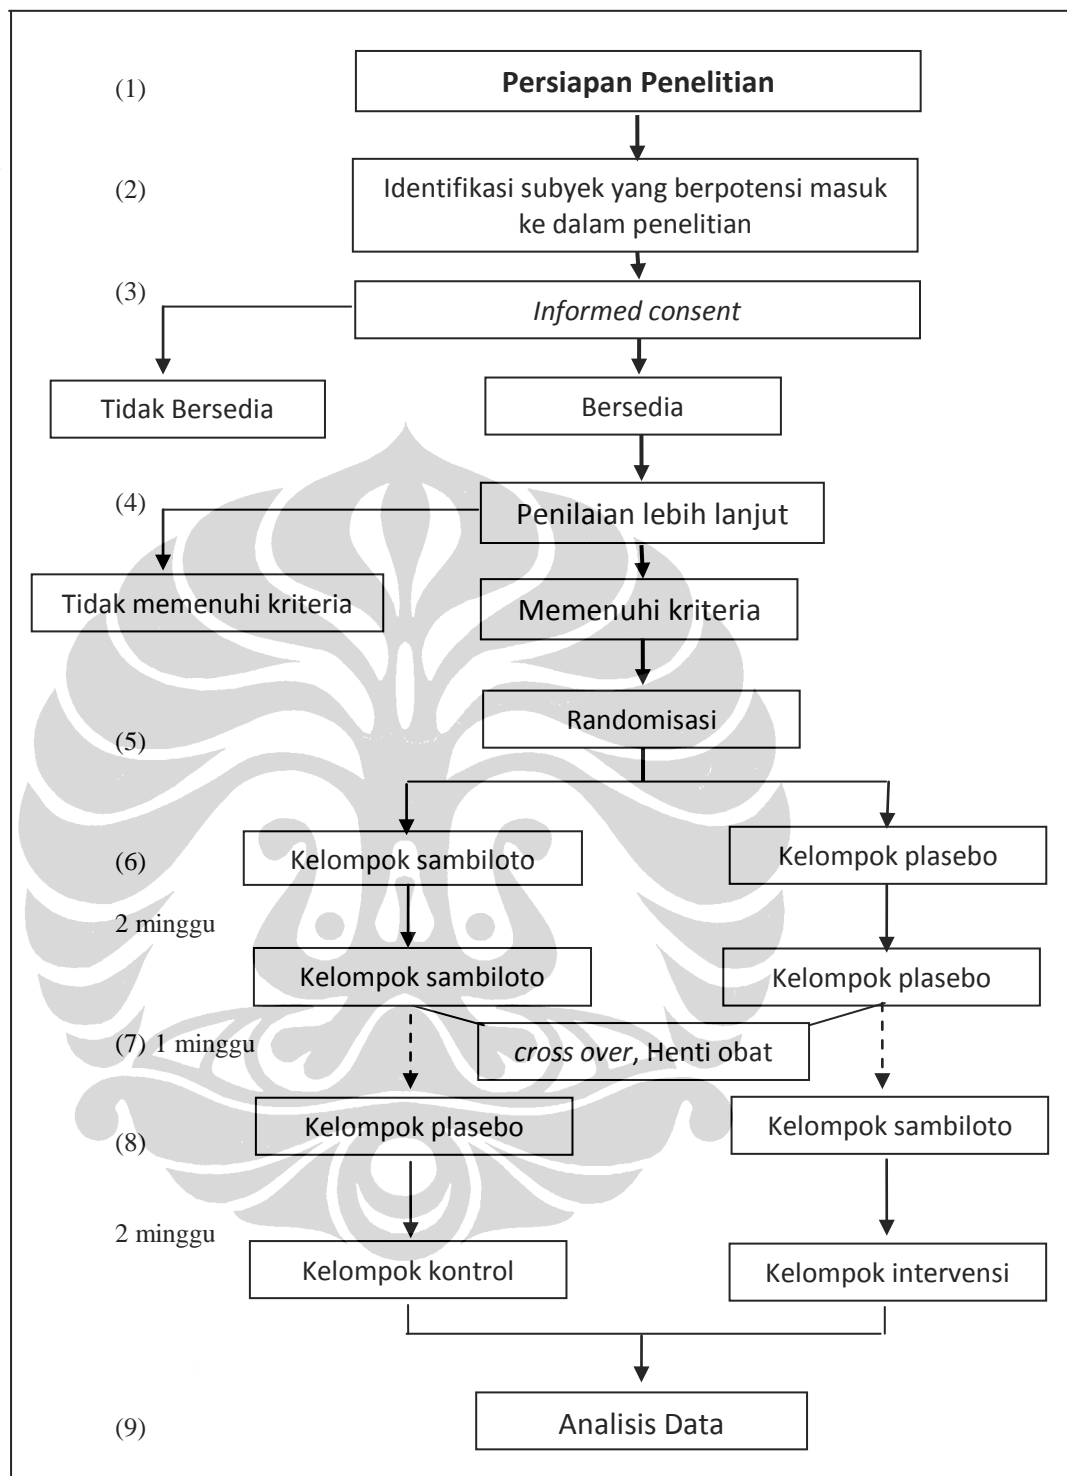 (1)
Persiapan Penelitian
(2)
Identifikasi subyek yang berpotensi masuk
ke dalam penelitian
(3)
Informed consent
Tidak Bersedia
Bersedia
(4)
Penilaian lebih lanjut
Tidak memenuhi kriteria
Memenuhi kriteria
Randomisasi
(5)
(6)
Kelompok sambiloto
Kelompok plasebo
2 minggu
Kelompok sambiloto
Kelompok plasebo
(7) 1 minggu
cross over, Henti obat
Kelompok plasebo
Kelompok sambiloto
(8)
2 minggu
Kelompok kontrol
Kelompok intervensi
Analisis Data
(9)